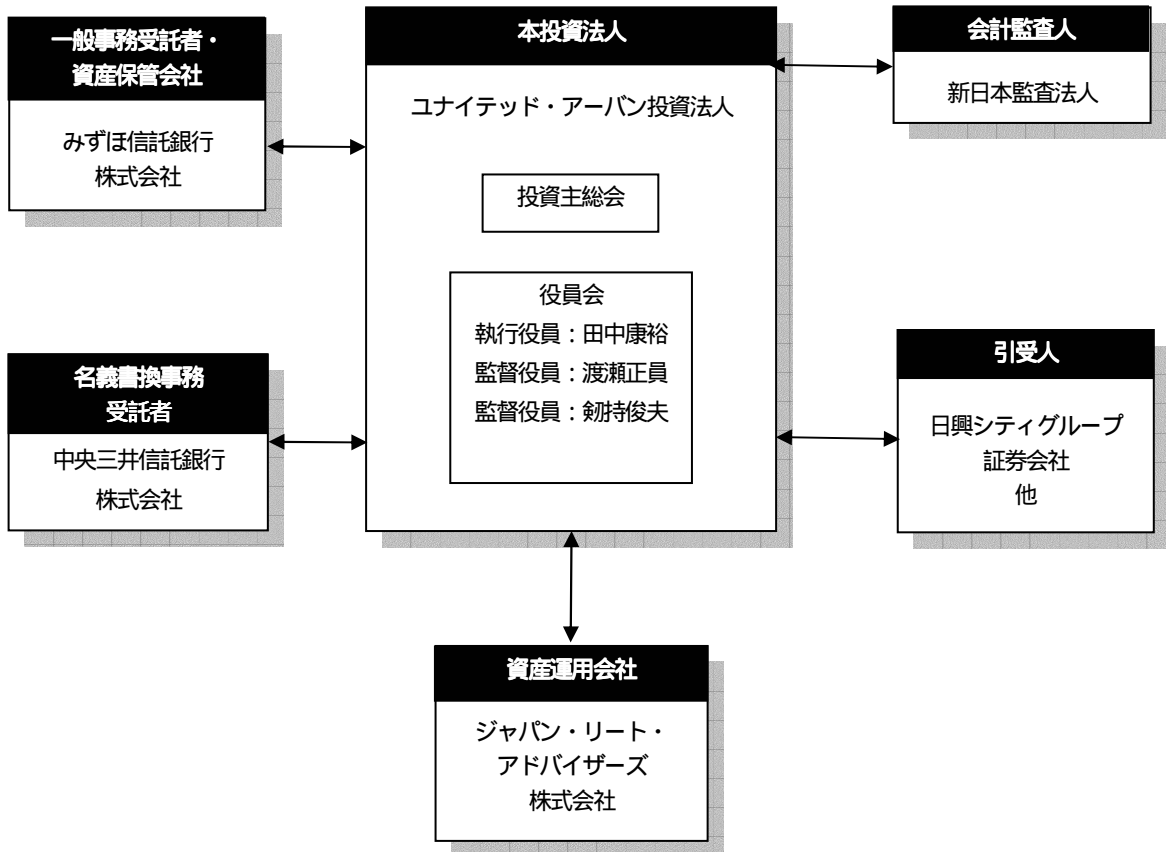 一般事務受託者・
資産保管会社
みずほ信託銀行
株式会社
本投資法人
ユナイテッド・アーバン投資法人
投資主総会
役員会
執行役員：田中康裕
監督役員：渡瀬正員
監督役員：剱持俊夫
会計監査人
新日本監査法人
名義書換事務
受託者
中央三井信託銀行
株式会社
引受人
日興シティグループ
証券会社
他
資産運用会社
ジャパン・リート・
アドバイザーズ
株式会社